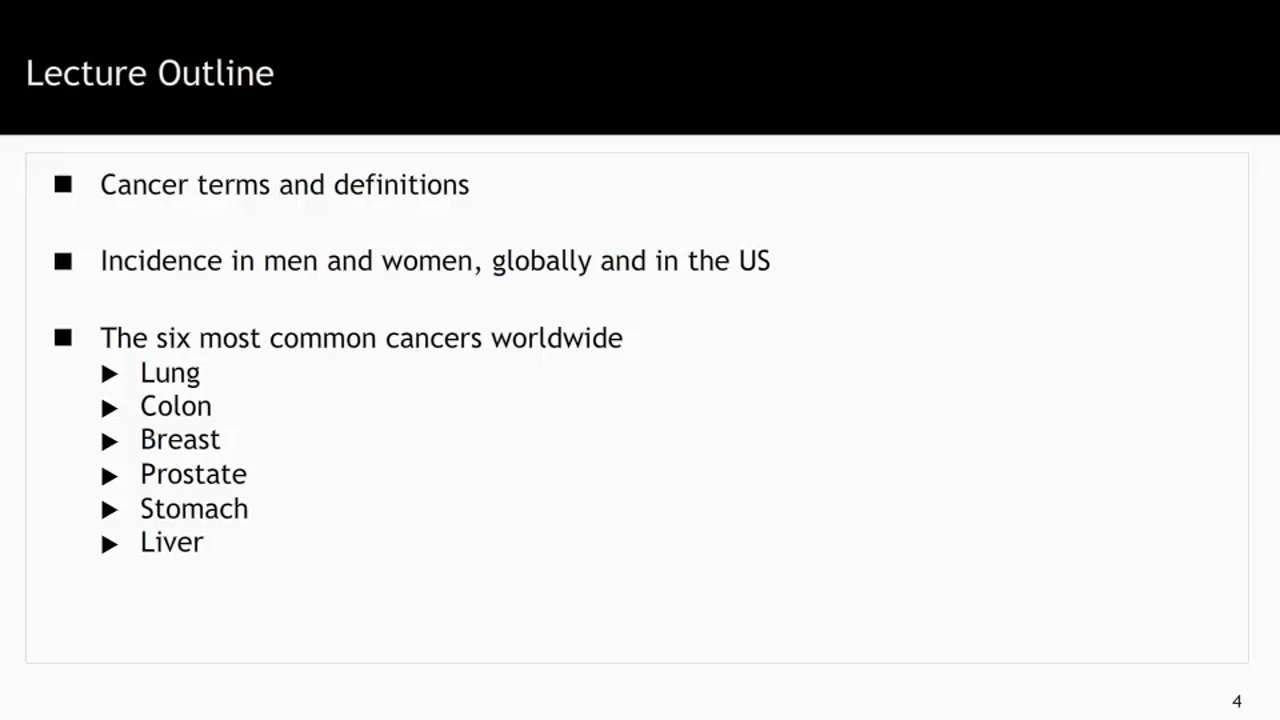 Lecture Outline
■ Cancer terms and definitions
■ Incidence in men and women, globally and in the US
■ The six most common cancers worldwide
▶ Lung
▶ Colon
▶ Breast
▶ Prostate
▶ Stomach
▶ Liver
4